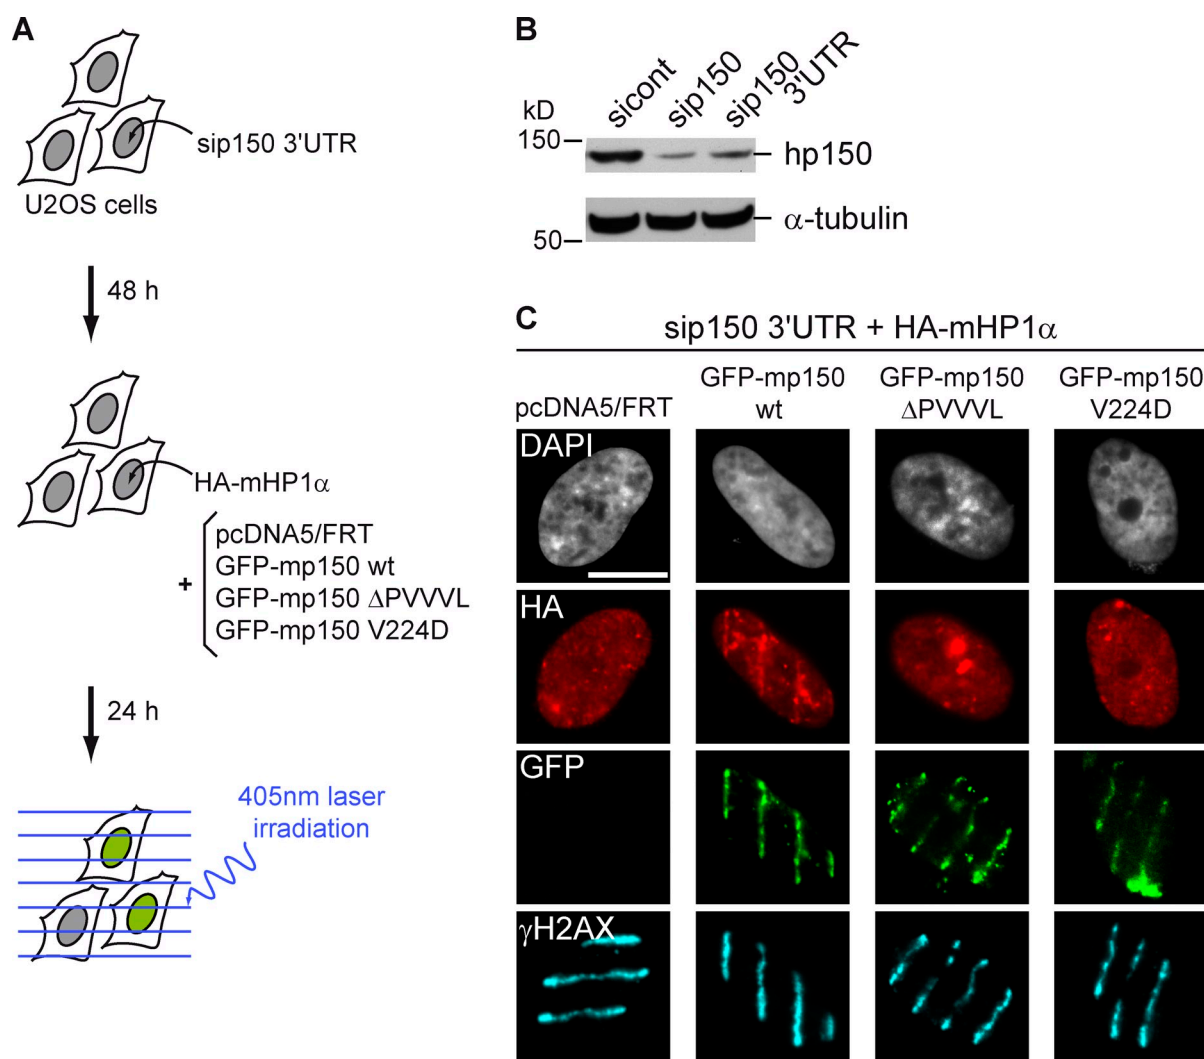 A
sip150 3'UTR
U2OS cells
48 h
HA-mHP1α
+
pcDNA5/FRT
GFP-mp150 wt
GFP-mp150 ΔPVVVL
GFP-mp150 V224D
24 h
405nm laser
irradiation
B
sicont
sip150
sip150
3'UTR
kD
150
hp150
α-tubulin
50
C
sip150 3'UTR + HA-mHP1α
pcDNA5/FRT
GFP-mp150
wt
GFP-mp150
ΔPVVVL
GFP-mp150
V224D
DAPI
HA
GFP
γH2AX